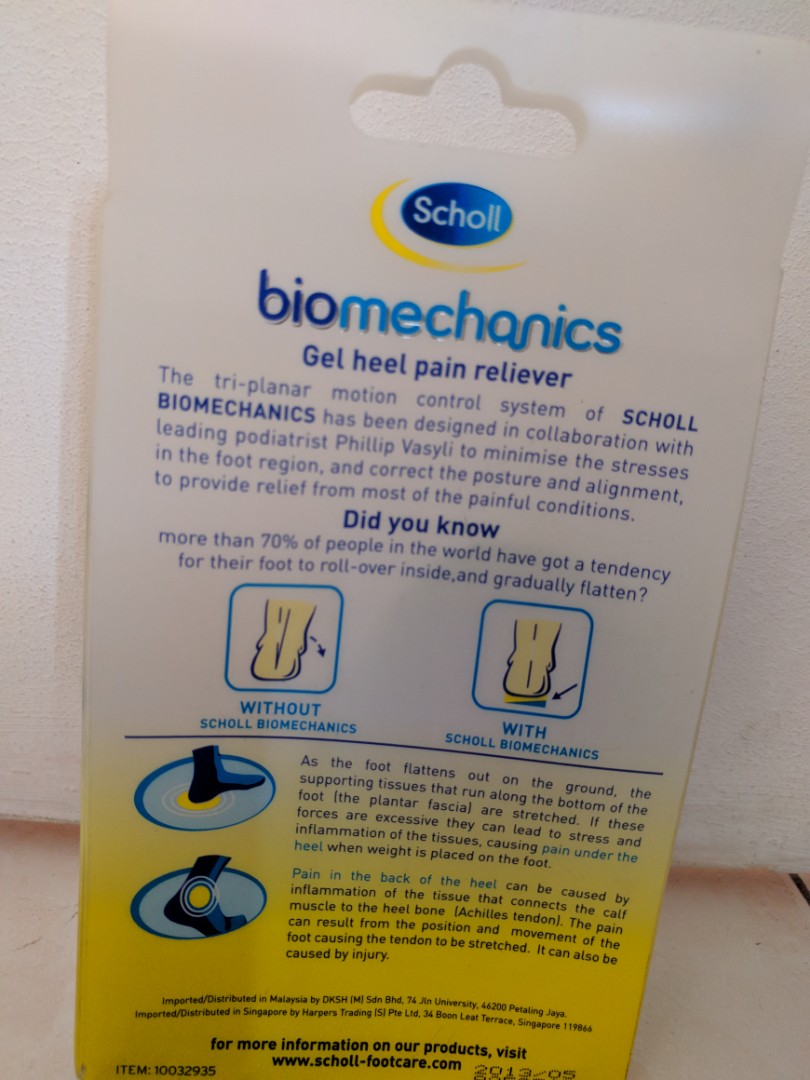 Scholl
biomechanics
Gel heel pain reliever
The tri-planar motion control system of SCHOLL
BIOMECHANICS has been designed in collaboration with
leading podiatrist Phillip Vasyli to minimise the stresses
in the foot region, and correct the posture and alignment,
to provide relief from most of the painful conditions.
Did you know
more than 70% of people in the world have got a tendency
for their foot to roll-over inside,and gradually flatten?
WITHOUT
SCHOLL BIOMECHANICS
WITH
SCHOLL BIOMECHANICS
As the foot flattens out on the ground, the
supporting tissues that run along the bottom of the
foot (the plantar fascia) are stretched. If these
forces are excessive they can lead to stress and
inflammation of the tissues, causing pain under the
heel when weight is placed on the foot.
Pain in the back of the heel can be caused by
inflammation of the tissue that connects the calf
muscle to the heel bone (Achilles tendon). The pain
can result from the position and movement of the
foot causing the tendon to be stretched. It can also be
caused by injury.
Imported/Distributed in Malaysia by DKSH (M) Sdn Bhd, 74 Jln University, 46200 Petaling Jaya.
Imported/Distributed in Singapore by Harpers Trading (S) Pte Ltd, 34 Boon Leat Terrace, Singapore 119866
for more information on our products, visit
www.scholl-footcare.com
ITEM: 10032935
2013/05